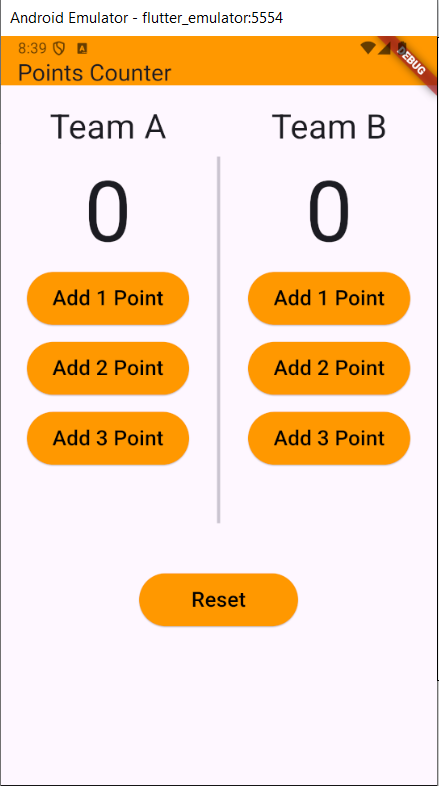 Android Emulator - flutter_emulator:5554
8:39 A
DEBUG
Points Counter
Team A Team B
0 0
Add 1 Point Add 1 Point
Add 2 Point Add 2 Point
Add 3 Point Add 3 Point
Reset